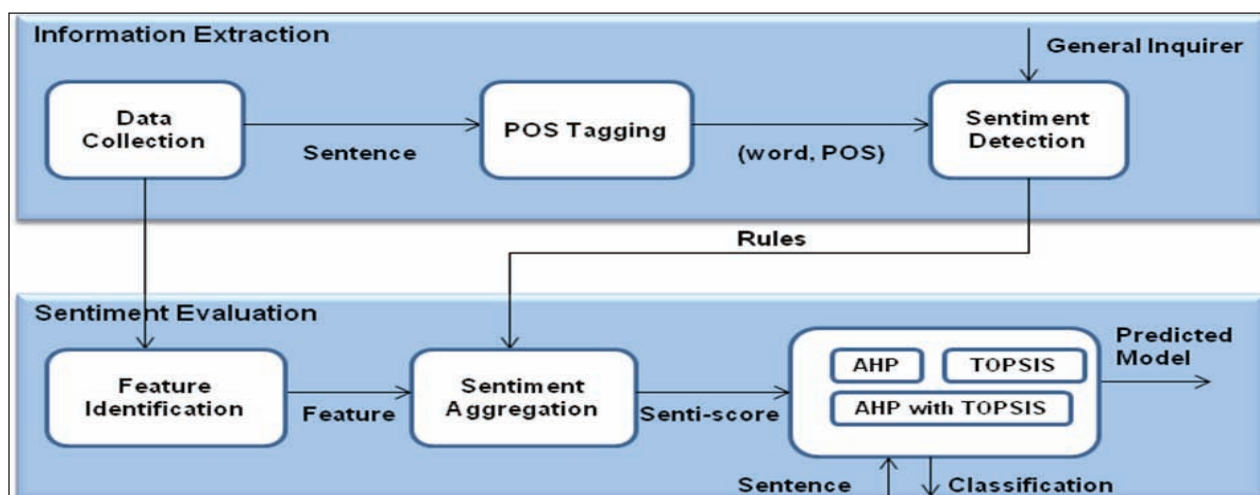 Information Extraction
General Inquirer
Data
Collection
Sentence
POS Tagging
(word, POS)
Sentiment
Detection
Rules
Sentiment Evaluation
Feature
Identification
Feature
Sentiment
Aggregation
Senti-score
AHP
TOPSIS
AHP with TOPSIS
Predicted
Model
Sentence
Classification